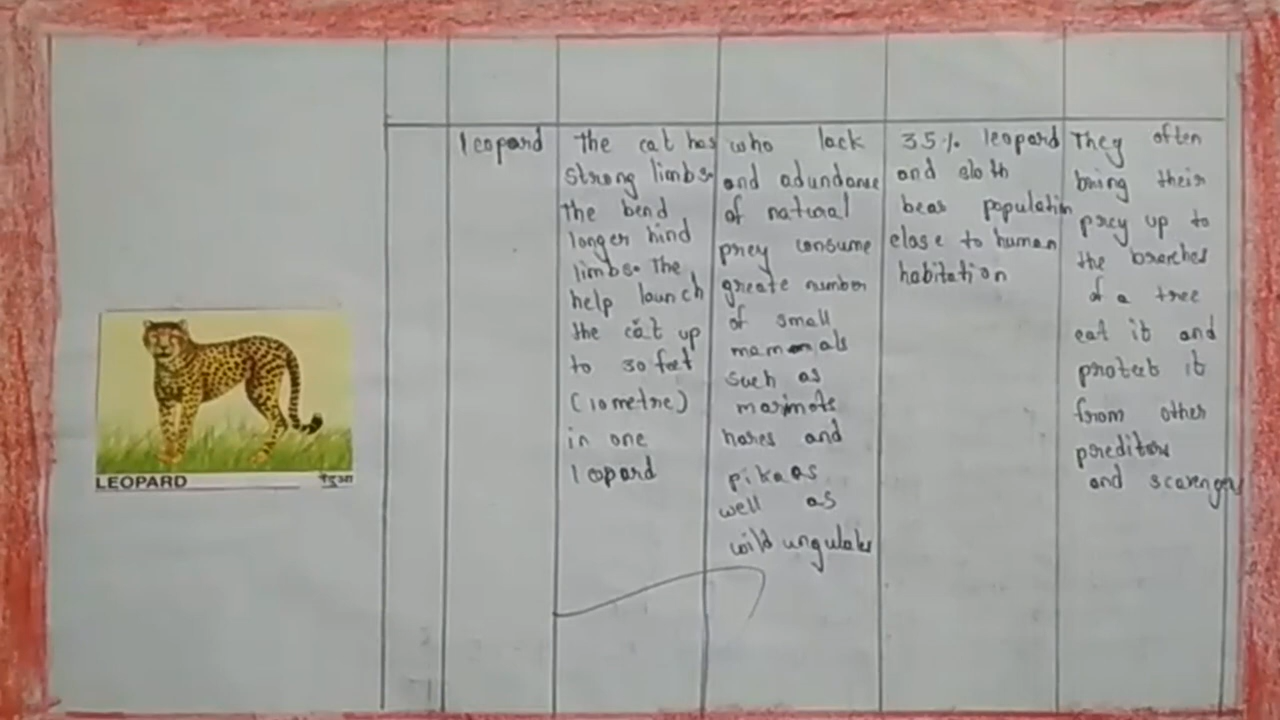 LEOPARD
तेंदुआ
leopard
The cat has
strong limbs.
the bend
longer hind
limbs. The
help launch
the cat up
to 30 feet
(10 metre)
in one
leopard
who lack
and adundance
of natural
prey consume
greate number
of small
mammals
such as
marmots
hares and
pikaas
well as
wild ungulates
35% leopard
and sloth
bear population
close to human
habitation
They often
bring their
prey up to
the branches
of a tree
eat it and
protect it
from other
preditors
and scavenger